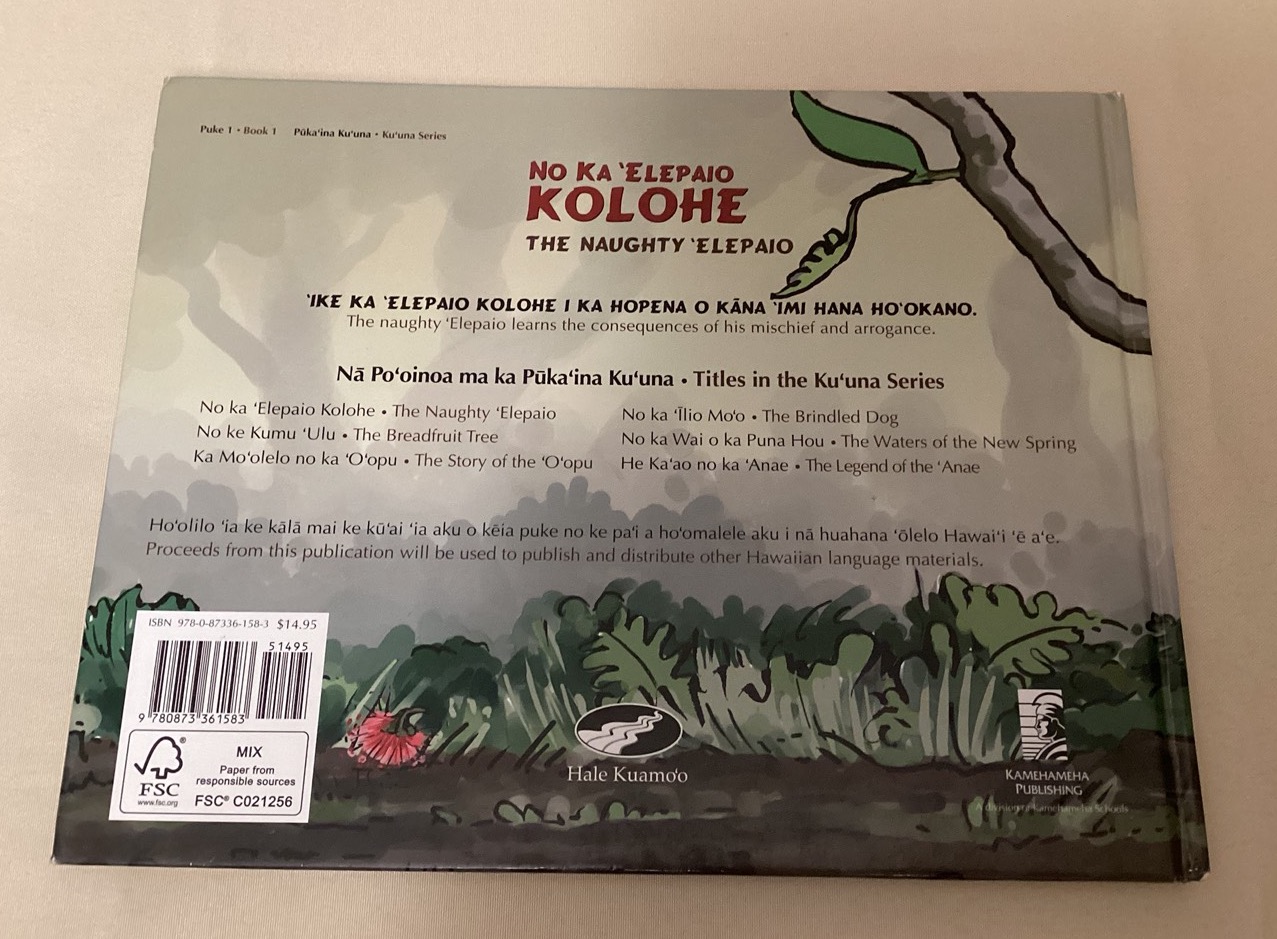 Puke 1 • Book 1 Pūkaʻina Kuʻuna • Kuʻuna Series
NO KA ʻELEPAIO
KOLOHE
THE NAUGHTY ʻELEPAIO
ʻIKE KA ʻELEPAIO KOLOHE I KA HOPENA O KĀNA ʻIMI HANA HOʻOKANO.
The naughty ʻElepaio learns the consequences of his mischief and arrogance.
Nā Poʻoinoa ma ka Pūkaʻina Kuʻuna • Titles in the Kuʻuna Series
No ka ʻElepaio Kolohe • The Naughty ʻElepaio
No ke Kumu ʻUlu • The Breadfruit Tree
Ka Moʻolelo no ka ʻOʻopu • The Story of the ʻOʻopu
No ka ʻĪlio Moʻo • The Brindled Dog
No ka Wai o ka Puna Hou • The Waters of the New Spring
He Kaʻao no ka ʻAnae • The Legend of the ʻAnae
Hoʻolilo ʻia ke kālā mai ke kūʻai ʻia aku o kēia puke no ke paʻi a hoʻomalele aku i nā huahana ʻōlelo Hawaiʻi ʻē aʻe.
Proceeds from this publication will be used to publish and distribute other Hawaiian language materials.
ISBN 978-0-87336-158-3 $14.95
51495
9 780873 361583
FSC®
www.fsc.org
MIX
Paper from
responsible sources
FSC® C021256
Hale Kuamoʻo
KAMEHAMEHA
PUBLISHING
A division of Kamehameha Schools